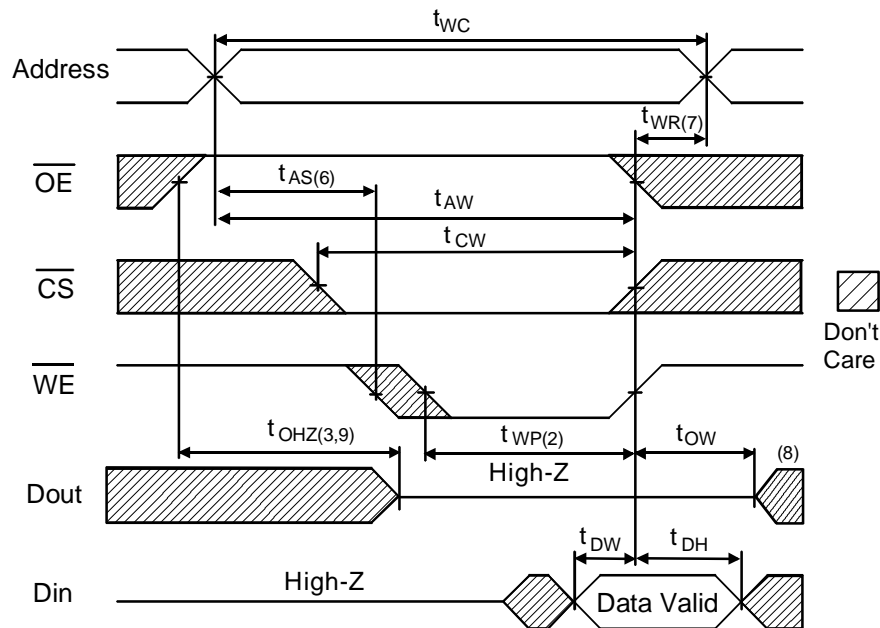 tWC
Address
tWR(7)
OE
tAS(6)
tAW
tCW
CS
Don't
Care
WE
tOHZ(3,9)
tWP(2)
tOW
(8)
High-Z
Dout
tDW
tDH
High-Z
Din
Data Valid